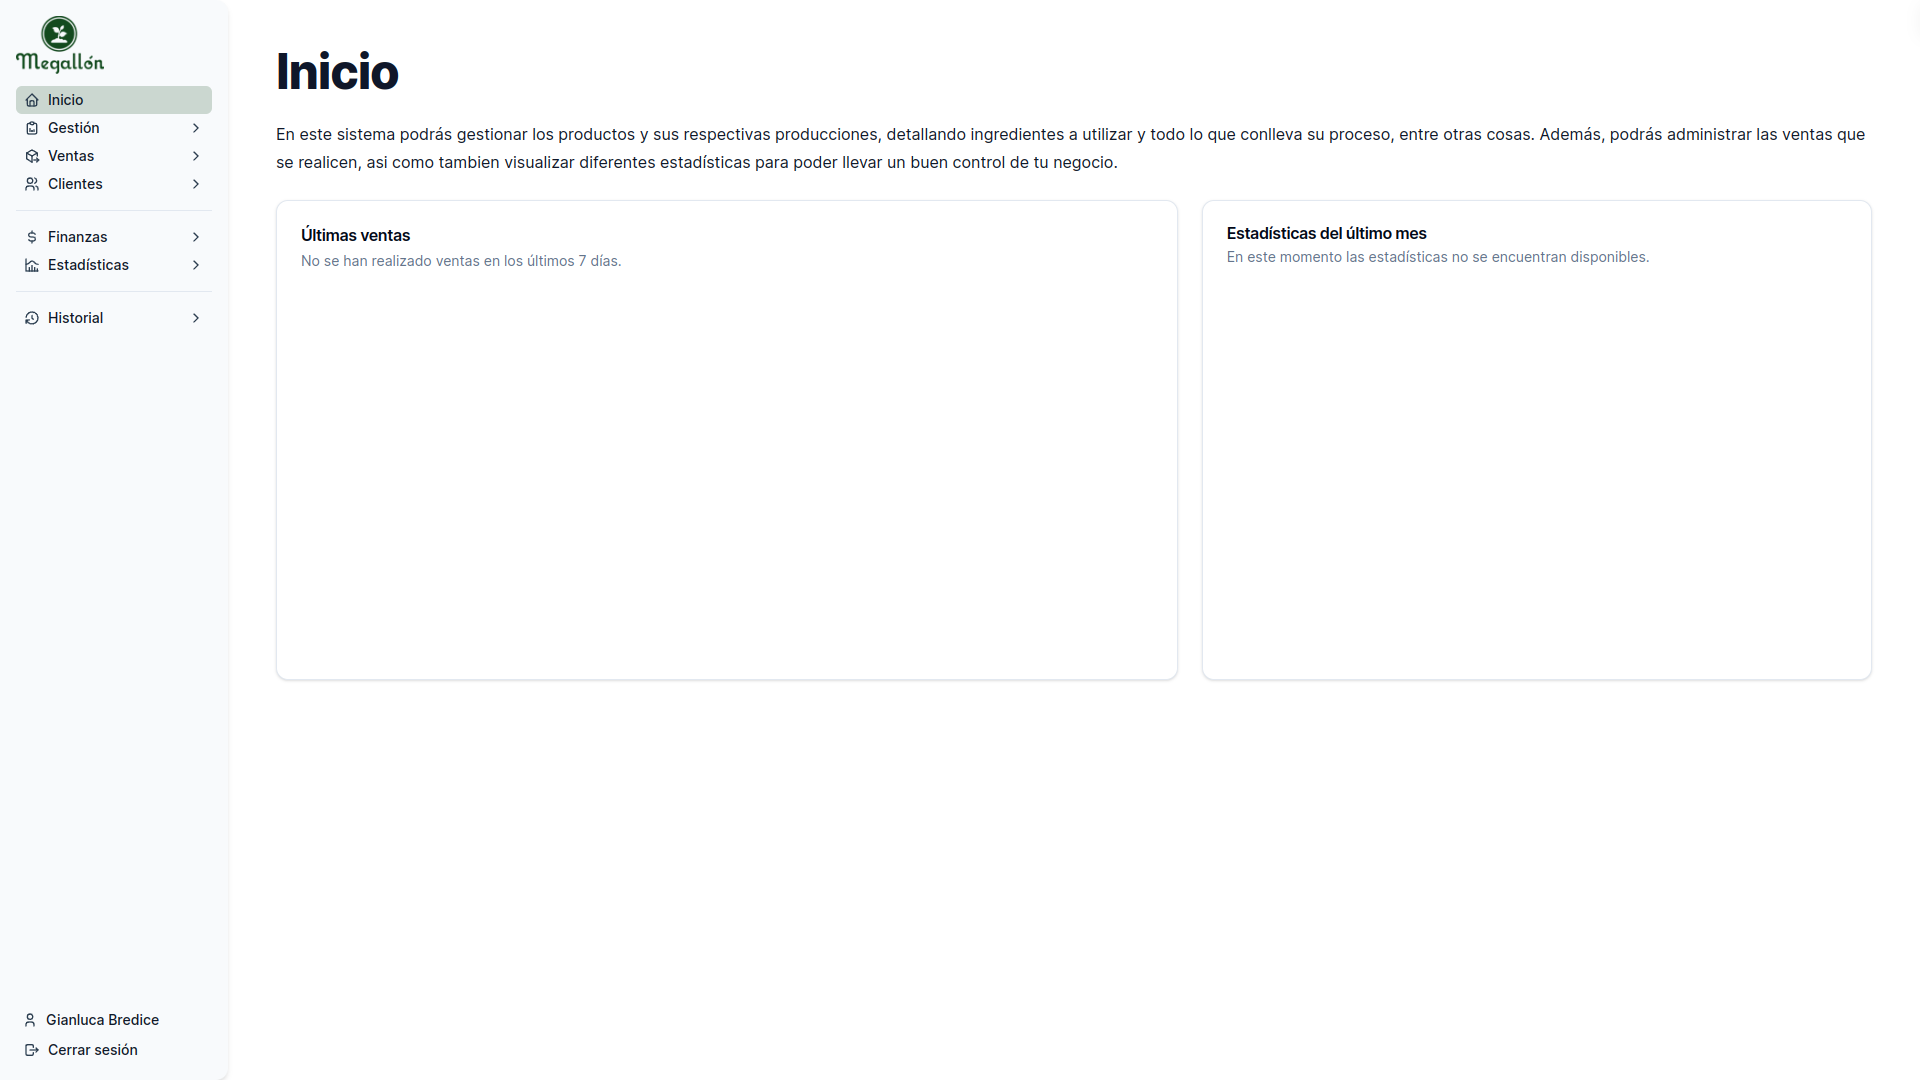 Megallón
Inicio
Gestión
Ventas
Clientes
Finanzas
Estadísticas
Historial
Gianluca Bredice
Cerrar sesión
Inicio
En este sistema podrás gestionar los productos y sus respectivas producciones, detallando ingredientes a utilizar y todo lo que conlleva su proceso, entre otras cosas. Además, podrás administrar las ventas que
se realicen, asi como tambien visualizar diferentes estadísticas para poder llevar un buen control de tu negocio.
Últimas ventas
No se han realizado ventas en los últimos 7 días.
Estadísticas del último mes
En este momento las estadísticas no se encuentran disponibles.